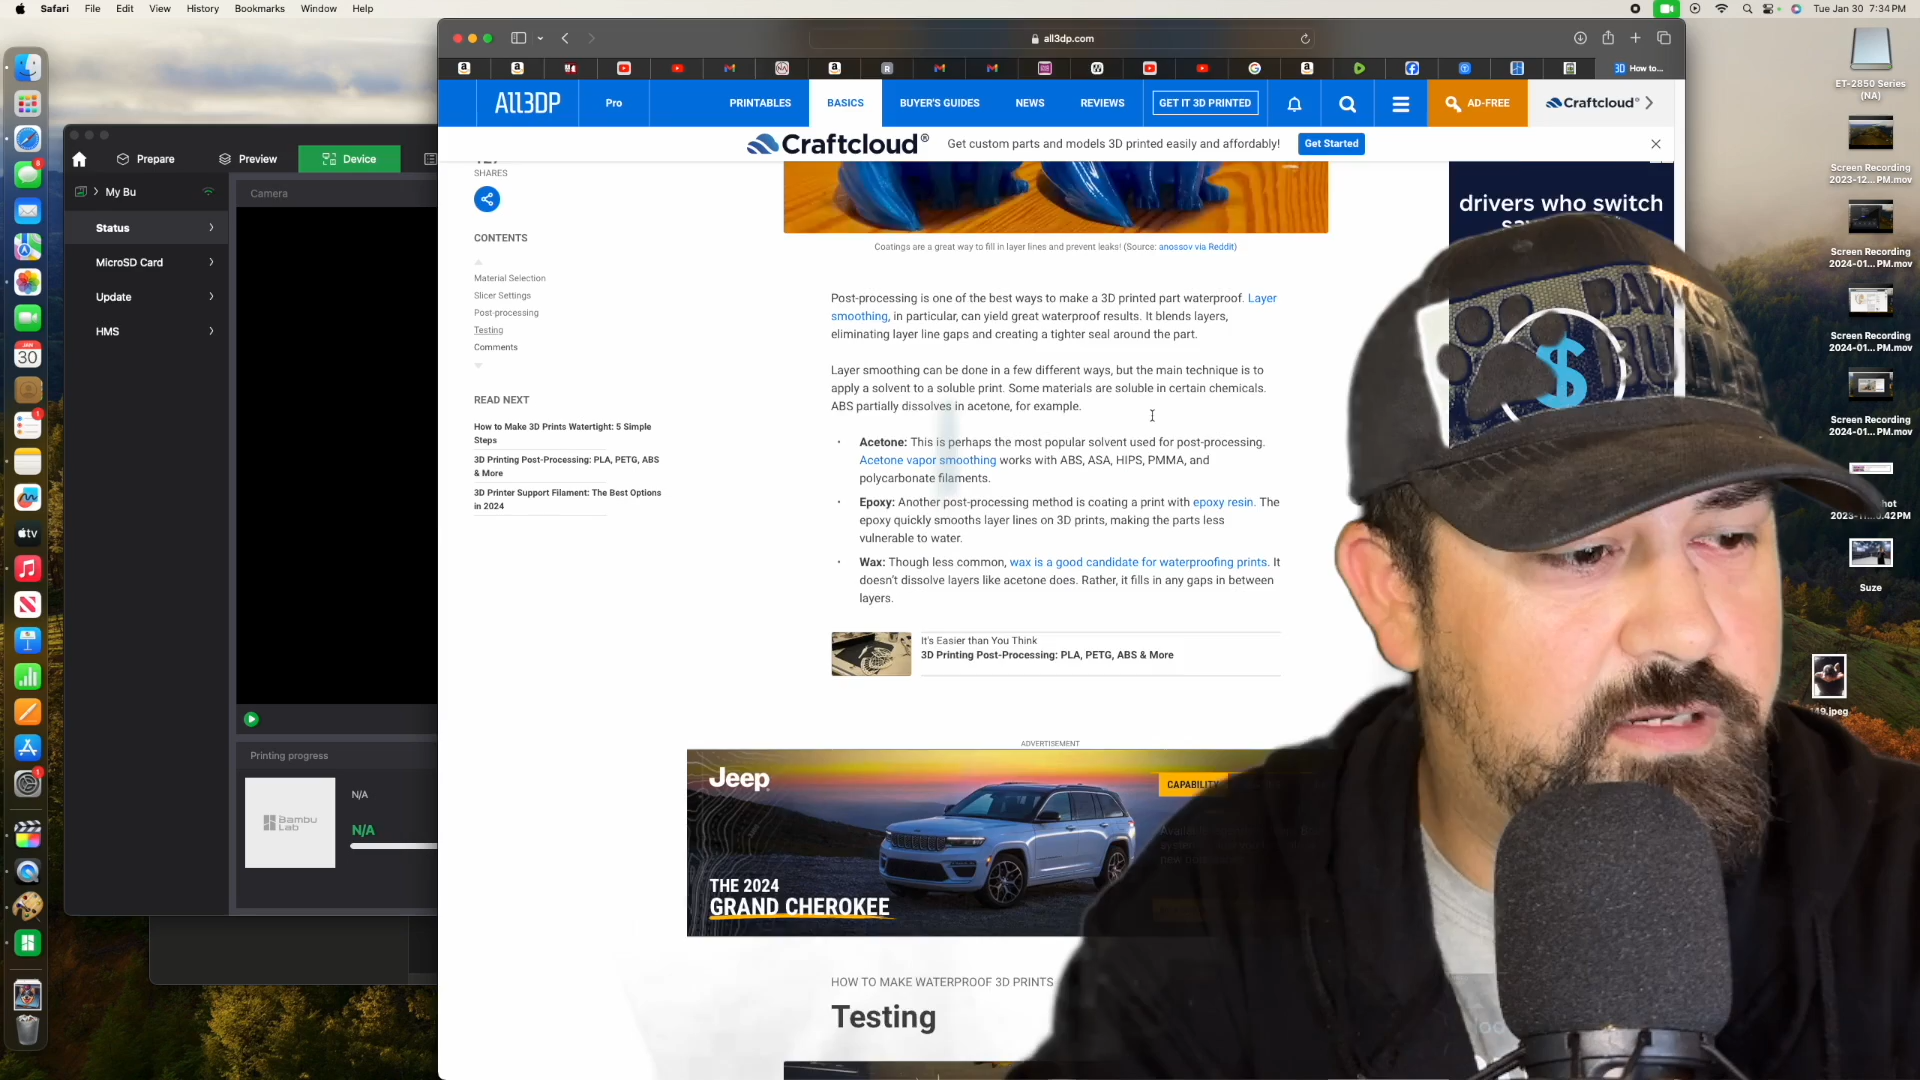 Safari File Edit View History Bookmarks Window Help
Tue Jan 30 7:34 PM
all3dp.com
How to...
ALL3DP Pro PRINTABLES BASICS BUYER'S GUIDES NEWS REVIEWS GET IT 3D PRINTED AD-FREE Craftcloud®
Craftcloud® Get custom parts and models 3D printed easily and affordably! Get Started
Prepare Preview Device
My Bu
Status
MicroSD Card
Update
HMS
Camera
Printing progress
Bambu
Lab
N/A
N/A
SHARES
CONTENTS
Material Selection
Slicer Settings
Post-processing
Testing
Comments
READ NEXT
How to Make 3D Prints Watertight: 5 Simple
Steps
3D Printing Post-Processing: PLA, PETG, ABS
& More
3D Printer Support Filament: The Best Options
in 2024
Coatings are a great way to fill in layer lines and prevent leaks! (Source: anossov via Reddit)
Post-processing is one of the best ways to make a 3D printed part waterproof. Layer
smoothing, in particular, can yield great waterproof results. It blends layers,
eliminating layer line gaps and creating a tighter seal around the part.
Layer smoothing can be done in a few different ways, but the main technique is to
apply a solvent to a soluble print. Some materials are soluble in certain chemicals.
ABS partially dissolves in acetone, for example.
· Acetone: This is perhaps the most popular solvent used for post-processing.
Acetone vapor smoothing works with ABS, ASA, HIPS, PMMA, and
polycarbonate filaments.
· Epoxy: Another post-processing method is coating a print with epoxy resin. The
epoxy quickly smooths layer lines on 3D prints, making the parts less
vulnerable to water.
· Wax: Though less common, wax is a good candidate for waterproofing prints. It
doesn't dissolve layers like acetone does. Rather, it fills in any gaps in between
layers.
It's Easier than You Think
3D Printing Post-Processing: PLA, PETG, ABS & More
ADVERTISEMENT
Jeep
CAPABILITY
THE 2024
GRAND CHEROKEE
HOW TO MAKE WATERPROOF 3D PRINTS
Testing
drivers who switch
$
ET-2850 Series
(NA)
Screen Recording
2023-12... PM.mov
Screen Recording
2024-01...PM.mov
Screen Recording
2024-01...PM.mov
Screen Recording
2024-01...PM.mov
Suze
tv
JAN
30